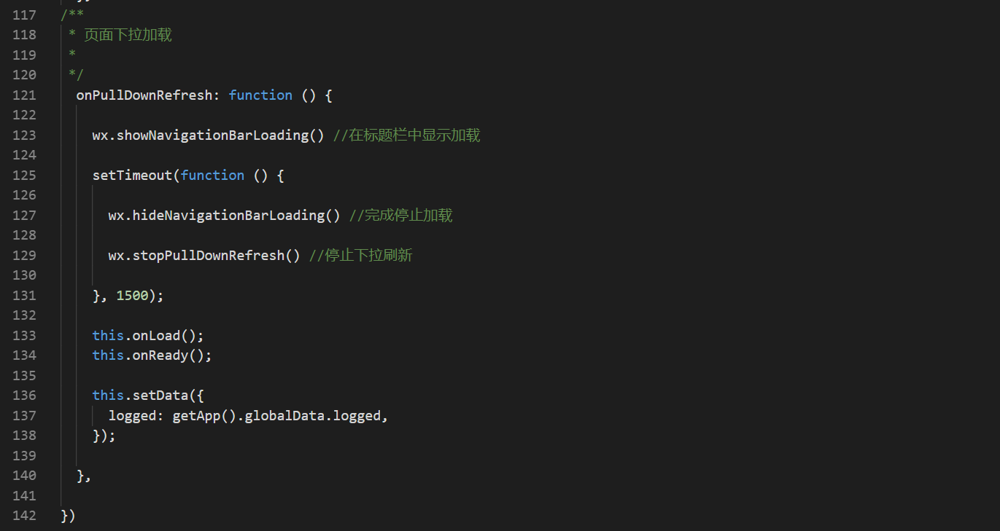 117 /**
118 * 页面下拉加载
119 *
120 */
121 onPullDownRefresh: function () {
122
123 wx.showNavigationBarLoading() //在标题栏中显示加载
124
125 setTimeout(function () {
126
127 wx.hideNavigationBarLoading() //完成停止加载
128
129 wx.stopPullDownRefresh() //停止下拉刷新
130
131 }, 1500);
132
133 this.onLoad();
134 this.onReady();
135
136 this.setData({
137 logged: getApp().globalData.logged,
138 });
139
140 },
141
142 })